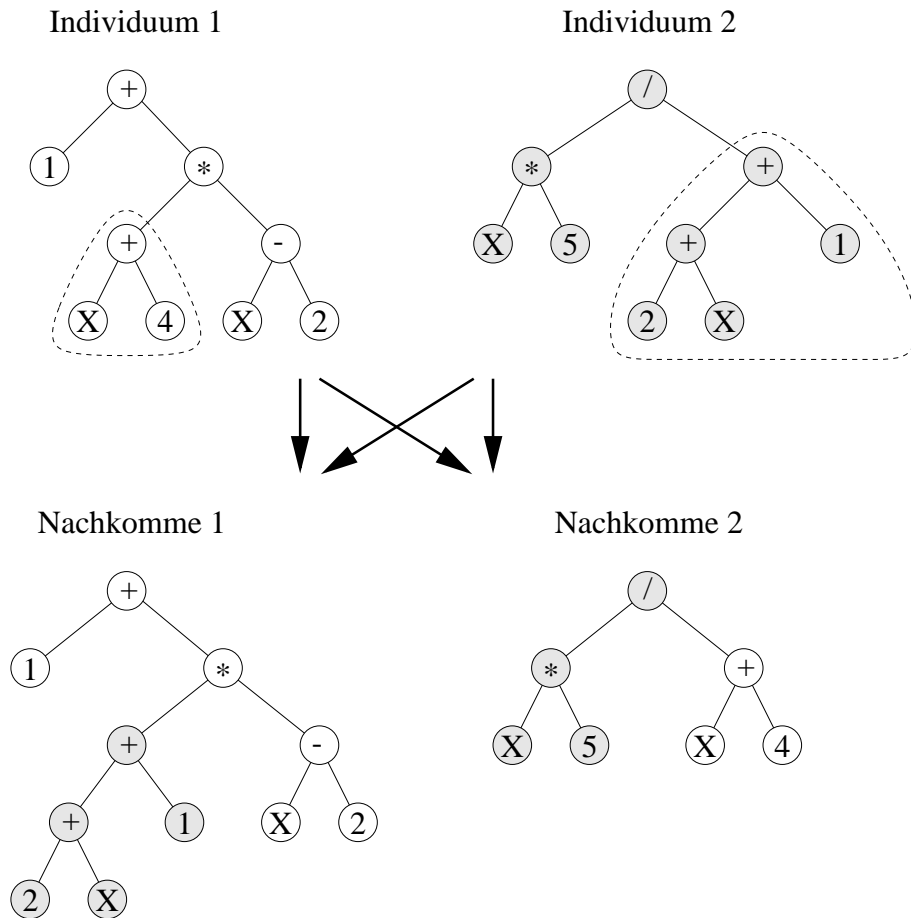 Individuum 1 Individuum 2
+ /
1 * * +
+ - X 5 + 1
X 4 X 2 2 X
Nachkomme 1 Nachkomme 2
+ /
1 * * +
+ - X 5 X 4
+ 1 X 2
2 X